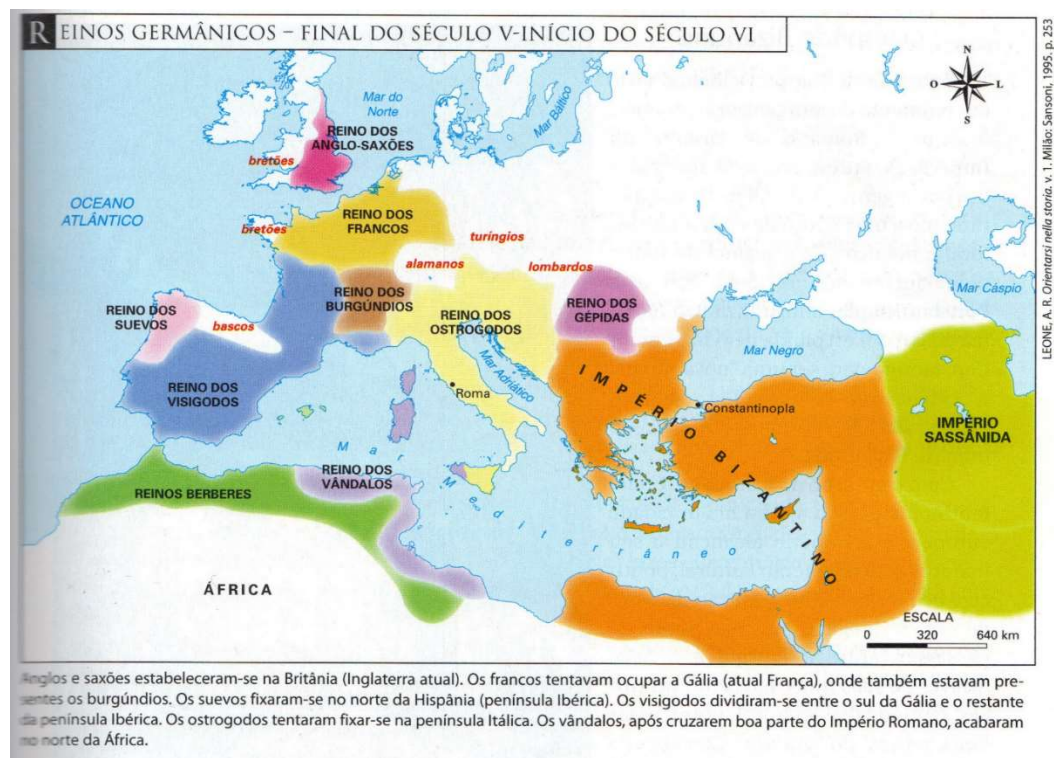 REINOS GERMÂNICOS – FINAL DO SÉCULO V-INÍCIO DO SÉCULO VI
LEONE, A. R. Orientarsi nella storia. v. 1. Milão: Sansoni, 1995, p. 253
N
O
L
S
Mar do
Norte
Mar Báltico
REINO DOS
ANGLO-SAXÕES
bretões
OCEANO
ATLÂNTICO
bretões
REINO DOS
FRANCOS
turíngios
alamanos
lombardos
Mar Cáspio
REINO DOS
BURGÚNDIOS
REINO DOS
SUEVOS
bascos
REINO DOS
OSTROGODOS
REINO DOS
GÉPIDAS
Mar Negro
Mar Adriático
REINO DOS
VISIGODOS
Roma
Constantinopla
IMPÉRIO BIZANTINO
IMPÉRIO
SASSÂNIDA
Mar Mediterrâneo
REINO DOS
VÂNDALOS
REINOS BERBERES
ÁFRICA
ESCALA
0 320 640 km
Anglos e saxões estabeleceram-se na Britânia (Inglaterra atual). Os francos tentavam ocupar a Gália (atual França), onde também estavam pre-
sentes os burgúndios. Os suevos fixaram-se no norte da Hispânia (península Ibérica). Os visigodos dividiram-se entre o sul da Gália e o restante
da península Ibérica. Os ostrogodos tentaram fixar-se na península Itálica. Os vândalos, após cruzarem boa parte do Império Romano, acabaram
no norte da África.